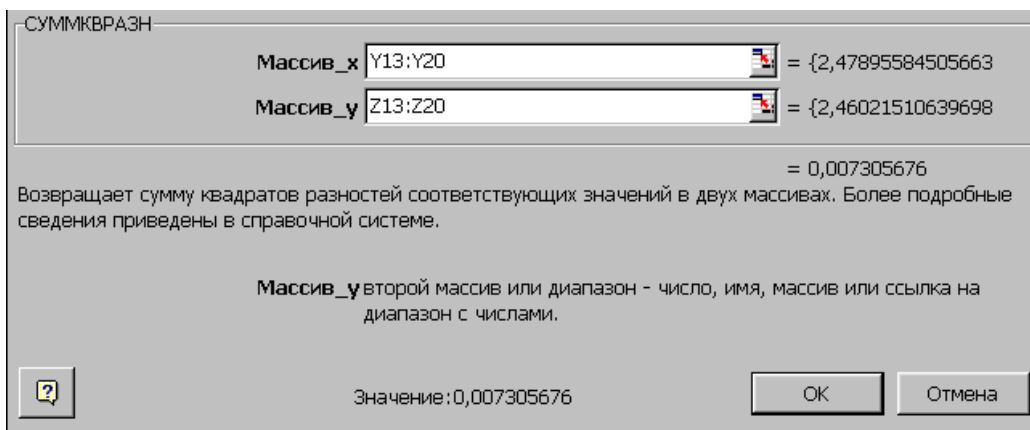 СУММКВРАЗН
Массив_x Y13:Y20 = {2,47895584505663
Массив_y Z13:Z20 = {2,46021510639698
= 0,007305676
Возвращает сумму квадратов разностей соответствующих значений в двух массивах. Более подробные
сведения приведены в справочной системе.
Массив_y второй массив или диапазон - число, имя, массив или ссылка на
диапазон с числами.
? Значение:0,007305676 OK Отмена